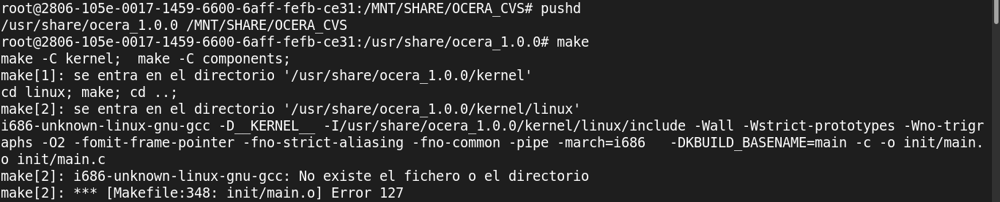 root@2806-105e-0017-1459-6600-6aff-fefb-ce31:/MNT/SHARE/OCERA_CVS# pushd
/usr/share/ocera_1.0.0 /MNT/SHARE/OCERA_CVS
root@2806-105e-0017-1459-6600-6aff-fefb-ce31:/usr/share/ocera_1.0.0# make
make -C kernel;  make -C components;
make[1]: se entra en el directorio '/usr/share/ocera_1.0.0/kernel'
cd linux; make; cd ..;
make[2]: se entra en el directorio '/usr/share/ocera_1.0.0/kernel/linux'
i686-unknown-linux-gnu-gcc -D__KERNEL__ -I/usr/share/ocera_1.0.0/kernel/linux/include -Wall -Wstrict-prototypes -Wno-trigr
aphs -O2 -fomit-frame-pointer -fno-strict-aliasing -fno-common -pipe -march=i686   -DKBUILD_BASENAME=main -c -o init/main.
o init/main.c
make[2]: i686-unknown-linux-gnu-gcc: No existe el fichero o el directorio
make[2]: *** [Makefile:348: init/main.o] Error 127